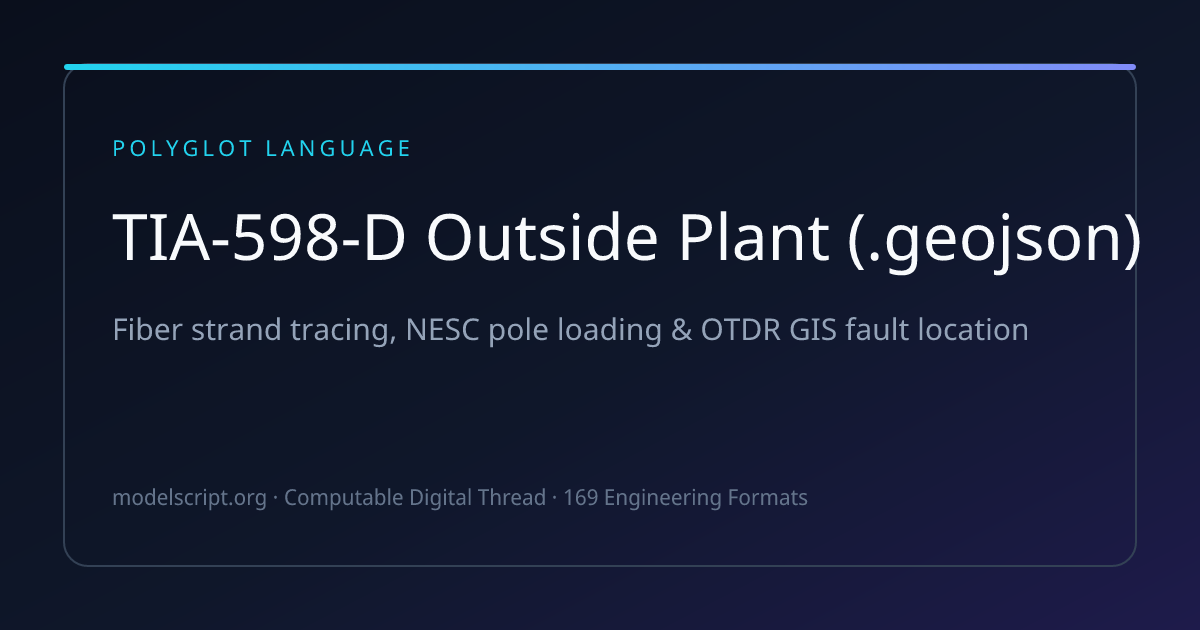 POLYGLOT LANGUAGE
TIA-598-D Outside Plant (.geojson)
Fiber strand tracing, NESC pole loading & OTDR GIS fault location
modelscript.org · Computable Digital Thread · 169 Engineering Formats